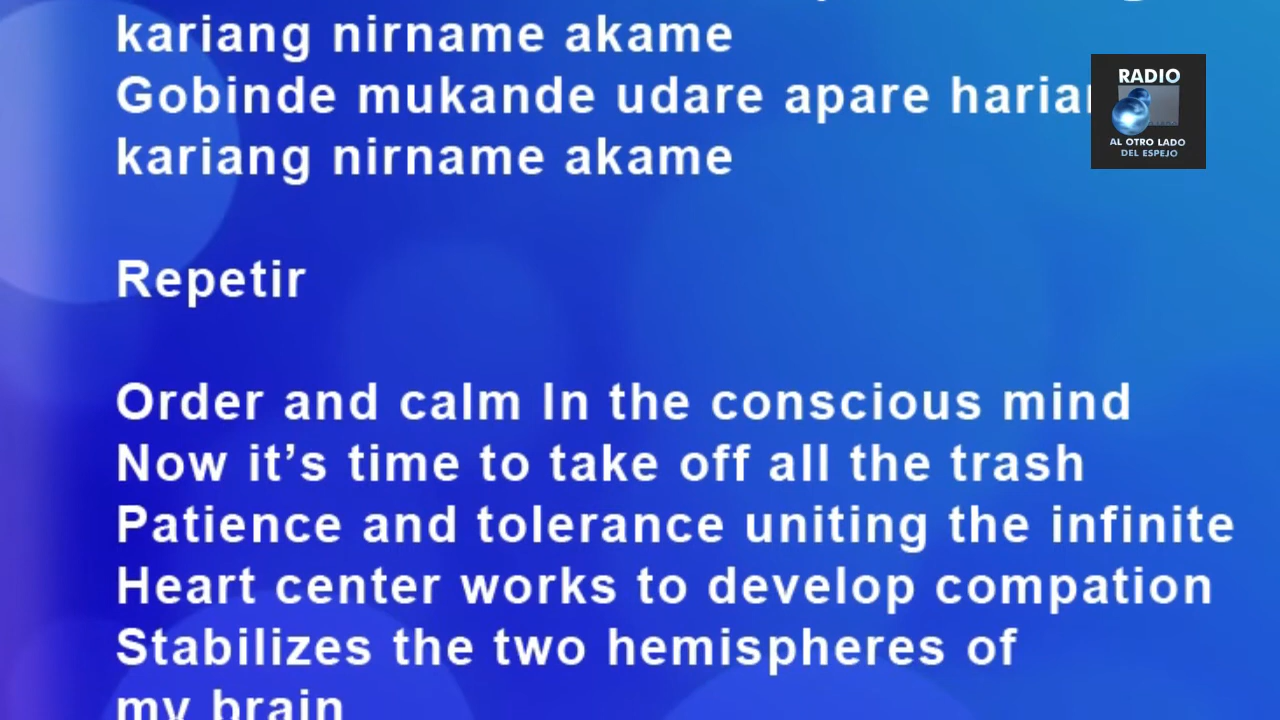 kariang nirname akame
Gobinde mukande udare apare
kariang nirname akame
Repetir
Order and calm In the conscious mind
Now it’s time to take off all the trash
Patience and tolerance uniting the infinite
Heart center works to develop compation
Stabilizes the two hemispheres of
my brain
RADIO
AL OTRO LADO
DEL ESPEJO